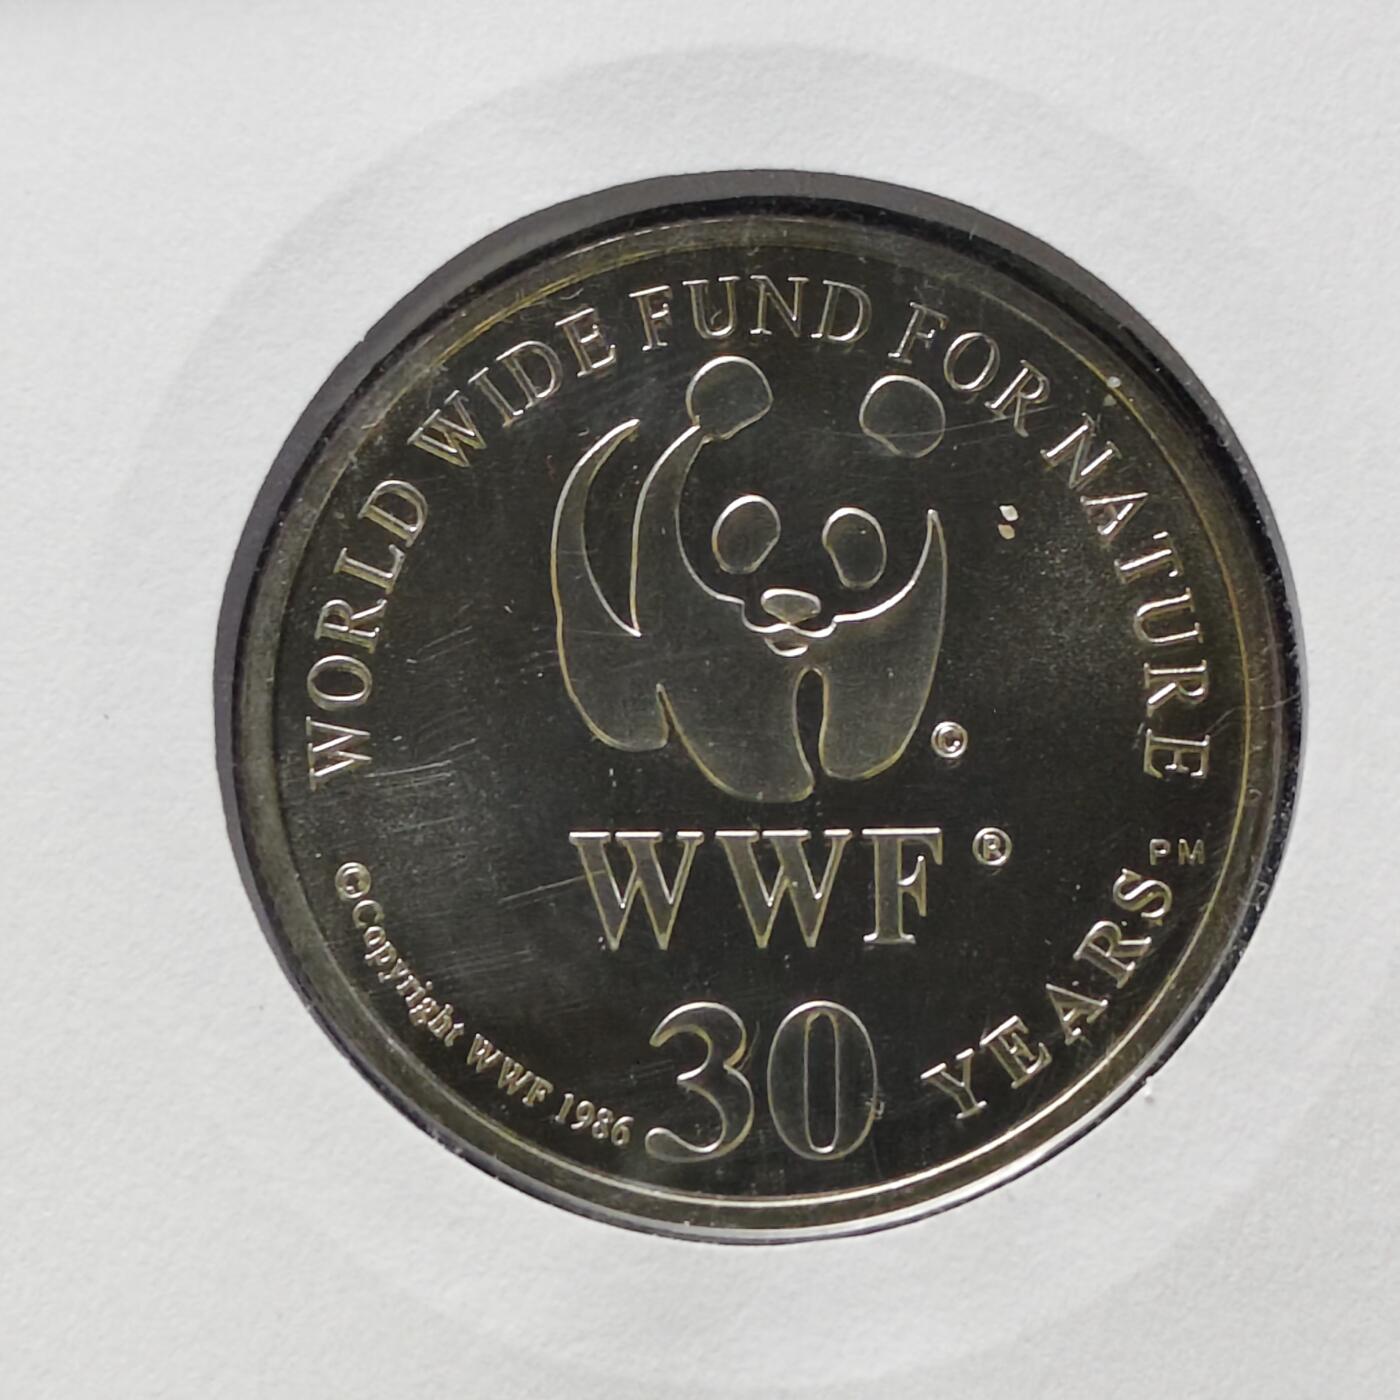 WORLD WIDE FUND FOR NATURE
©
WWF ®
PM
©Copyright WWF 1986
30 YEARS